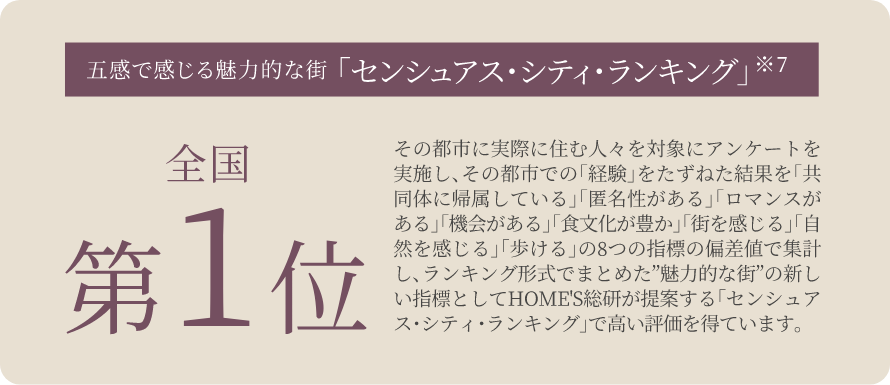 五感で感じる魅力的な街「センシュアス・シティ・ランキング」※7
全国
第1位
その都市に実際に住む人々を対象にアンケートを
実施し、その都市での「経験」をたずねた結果を「共
同体に帰属している」「匿名性がある」「ロマンスが
ある」「機会がある」「食文化が豊か」「街を感じる」「自
然を感じる」「歩ける」の8つの指標の偏差値で集計
し、ランキング形式でまとめた”魅力的な街”の新し
い指標としてHOME'S総研が提案する「センシュア
ス・シティ・ランキング」で高い評価を得ています。